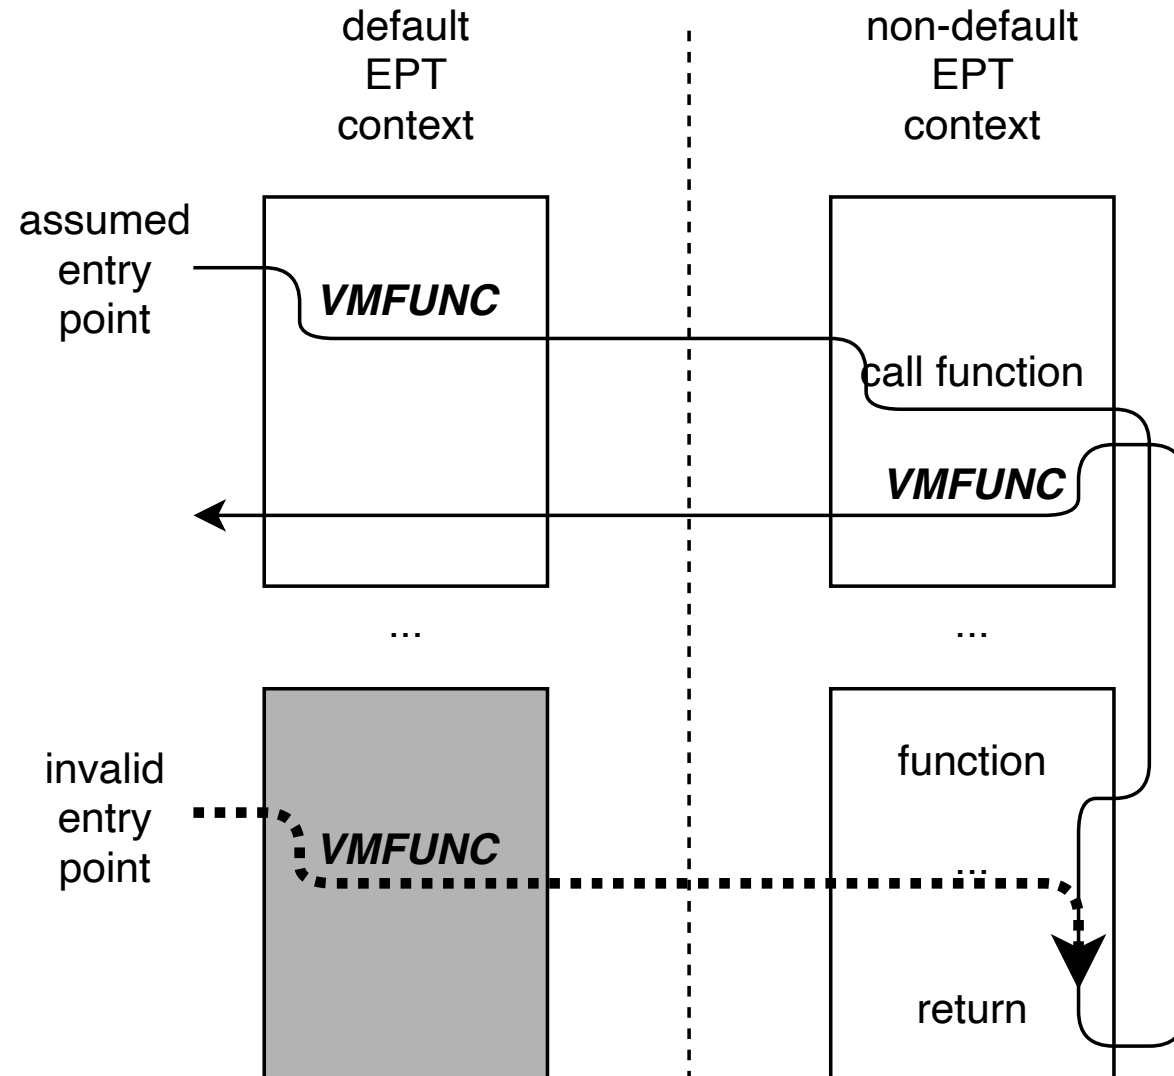 default
EPT
context
non-default
EPT
context
assumed
entry
point
VMFUNC
call function
VMFUNC
...
...
invalid
entry
point
VMFUNC
function
...
return